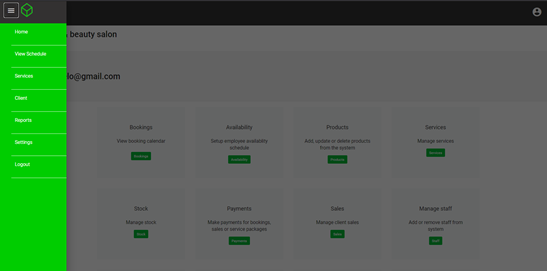 Home
View Schedule
Services
Client
Reports
Settings
Logout
beauty salon
lo@gmail.com
Bookings
View booking calendar
Bookings
Availability
Setup employee availability
schedule
Availability
Products
Add, update or delete products
from the system
Products
Services
Manage services
Services
Stock
Manage stock
Stock
Payments
Make payments for bookings,
sales or service packages
Payments
Sales
Manage client sales
Sales
Manage staff
Add or remove staff from
system
Staff